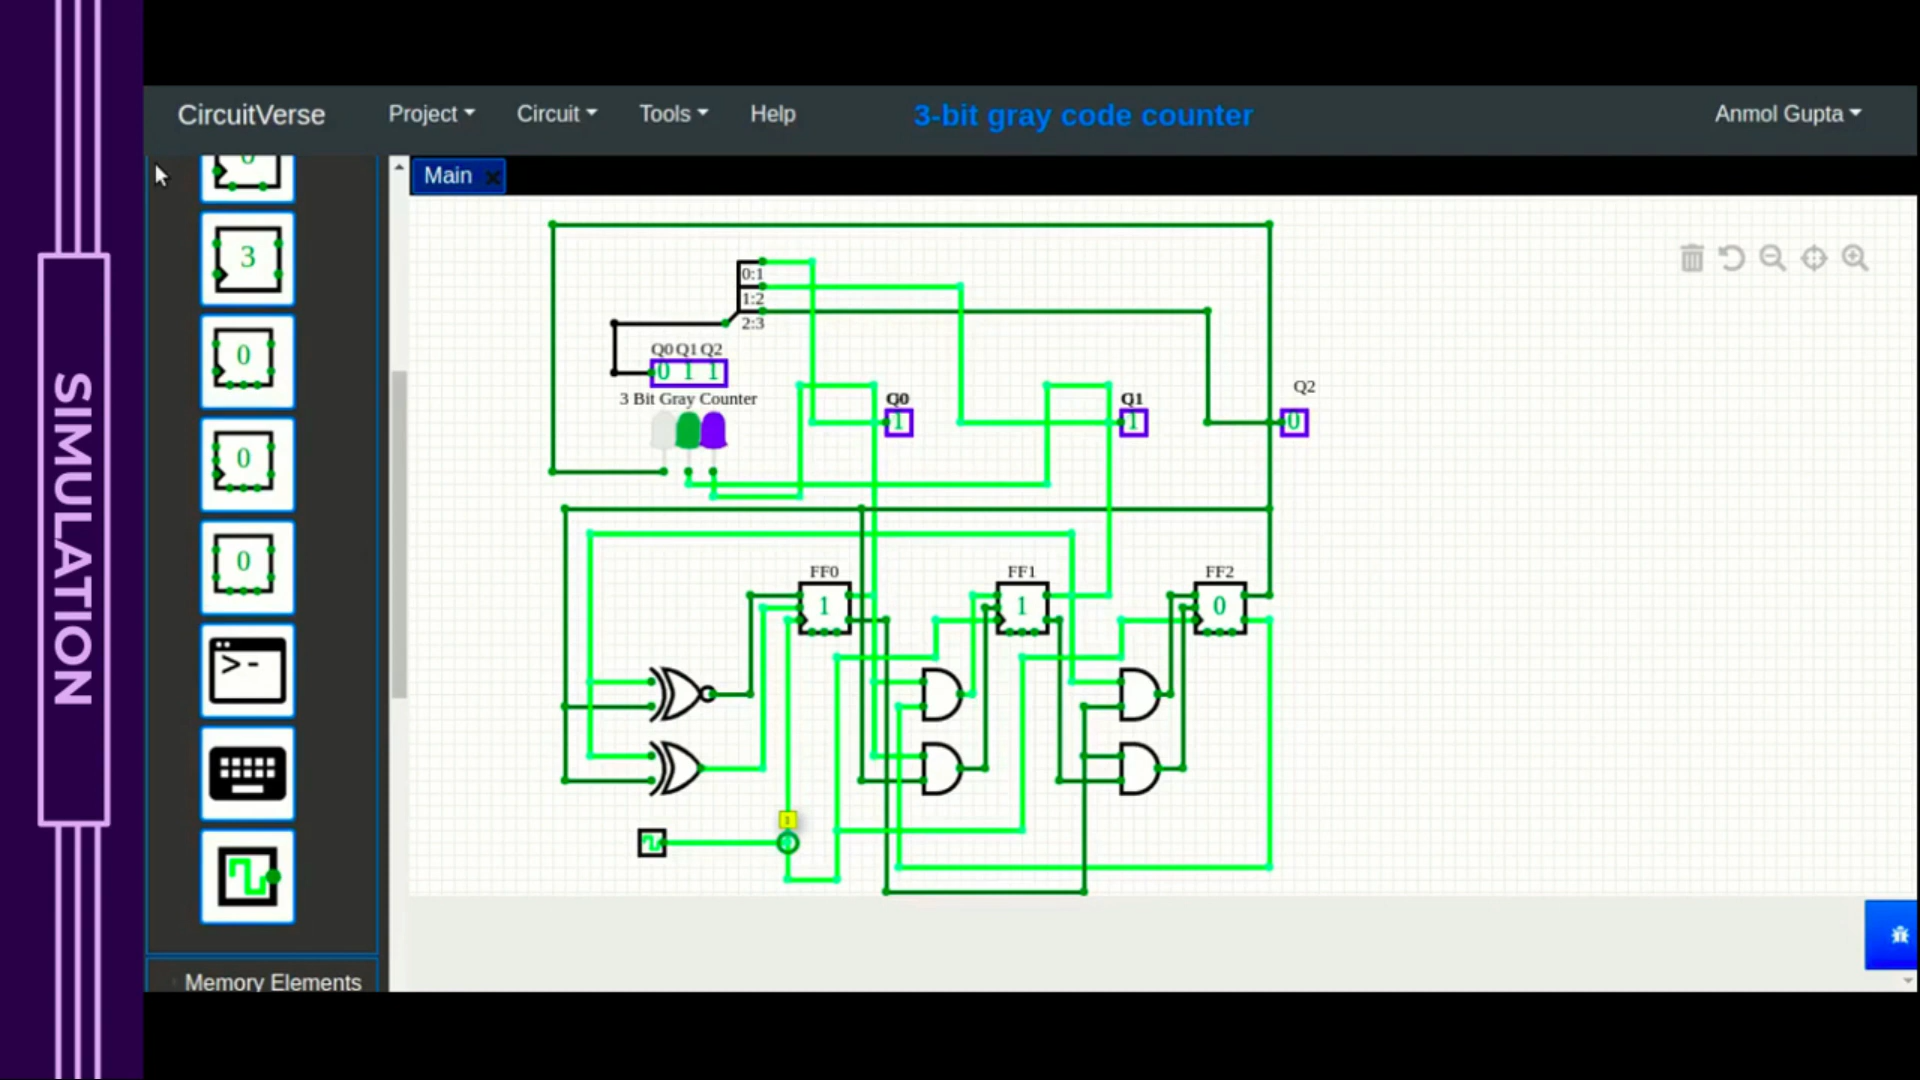 SIMULATION
CircuitVerse Project Circuit Tools Help 3-bit gray code counter Anmol Gupta
Main
0
3
0
0
0
>-
Memory Elements
0:1
1:2
2:3
Q0 Q1 Q2
0 1 1
3 Bit Gray Counter
Q0
1
Q1
1
Q2
0
FF0
1
FF1
1
FF2
0
1